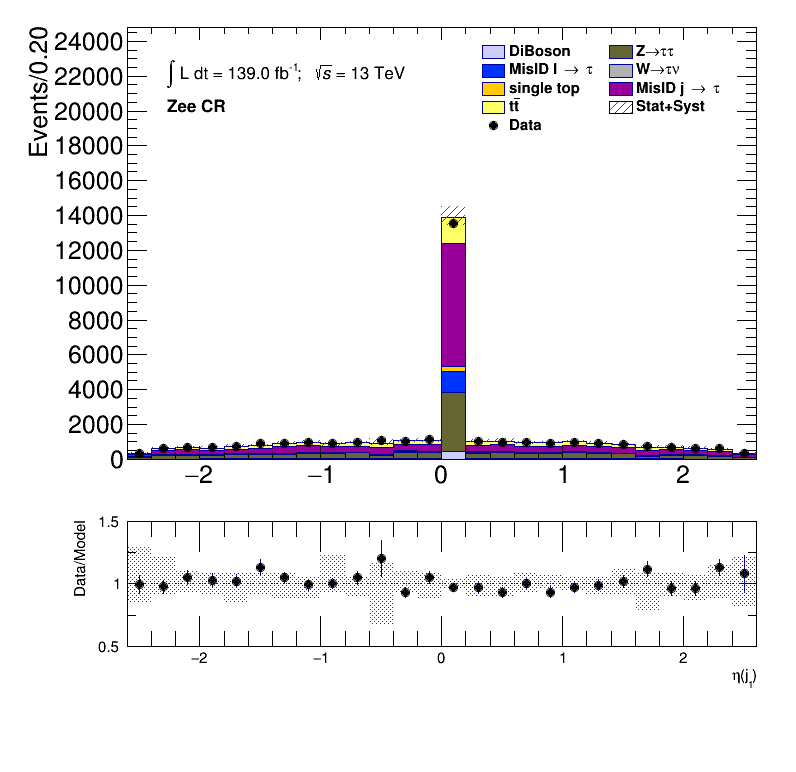 Events/0.20
24000
22000
20000
18000
16000
14000
12000
10000
8000
6000
4000
2000
0
∫ L dt = 139.0 fb⁻¹; √s = 13 TeV
Zee CR
DiBoson
MisID l → τ
single top
tt̄
Data
Z→ττ
W→τν
MisID j → τ
Stat+Syst
−2 −1 0 1 2
Data/Model
1.5
1
0.5
−2 −1 0 1 2
η(j₁)